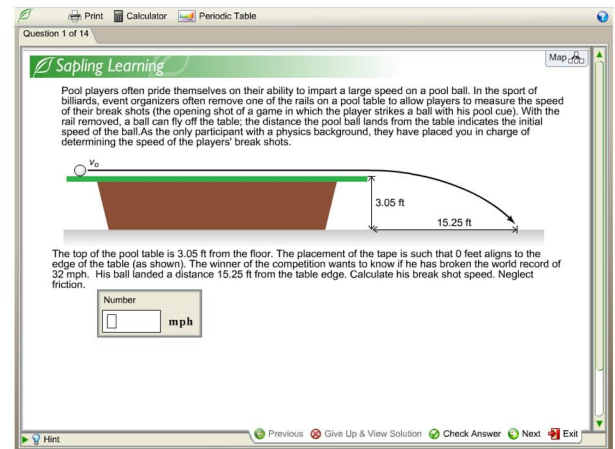 Print Calculator Periodic Table
Question 1 of 14
Map
Sapling Learning
Pool players often pride themselves on their ability to impart a large speed on a pool ball. In the sport of
billiards, event organizers often remove one of the rails on a pool table to allow players to measure the speed
of their break shots (the opening shot of a game in which the player strikes a ball with his pool cue). With the
rail removed, a ball can fly off the table; the distance the pool ball lands from the table indicates the initial
speed of the ball.As the only participant with a physics background, they have placed you in charge of
determining the speed of the players' break shots.
v₀
3.05 ft
15.25 ft
The top of the pool table is 3.05 ft from the floor. The placement of the tape is such that 0 feet aligns to the
edge of the table (as shown). The winner of the competition wants to know if he has broken the world record of
32 mph. His ball landed a distance 15.25 ft from the table edge. Calculate his break shot speed. Neglect
friction.
Number
mph
Hint
Previous Give Up & View Solution Check Answer Next Exit